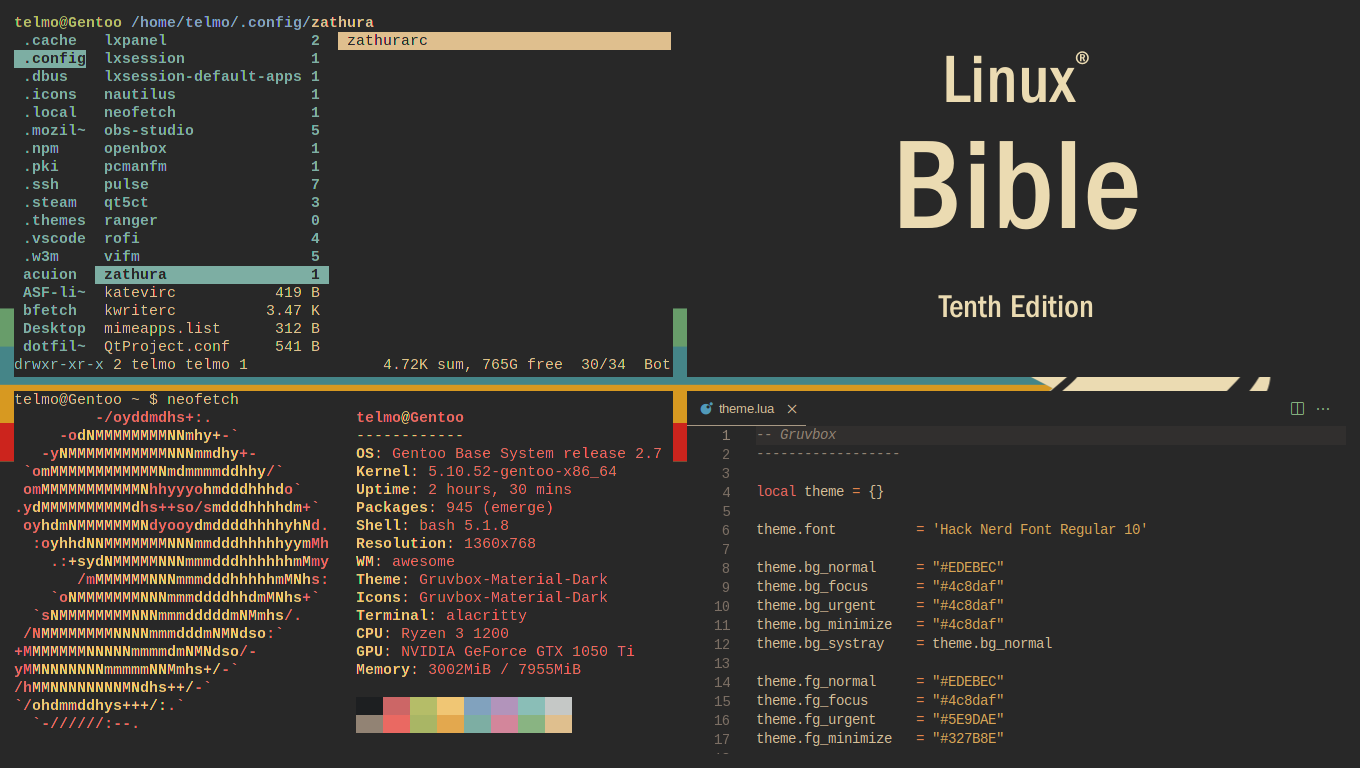 telmo@Gentoo /home/telmo/.config/zathura
.cache lxpanel 2 zathurarc
.config lxsession 1
.dbus lxsession-default-apps 1
.icons nautilus 1
.local neofetch 1
.mozil~ obs-studio 5
.npm openbox 1
.pki pcmanfm 1
.ssh pulse 7
.steam qt5ct 3
.themes ranger 0
.vscode rofi 4
.w3m vifm 5
acuion zathura 1
ASF-li~ katevirc 419 B
bfetch kwriterc 3.47 K
Desktop mimeapps.list 312 B
dotfil~ QtProject.conf 541 B
drwxr-xr-x 2 telmo telmo 1 4.72K sum, 765G free 30/34 Bot
Linux®
Bible
Tenth Edition
telmo@Gentoo ~ $ neofetch
-/oyddmdhs+:.
-odNMMMMMMMMNNmhy+-`
-yNMMMMMMMMMMMNNNmmdhy+-
`omMMMMMMMMMMMMNmdmmmmddhhy/`
omMMMMMMMMMMMNhhyyyohmdddhhhdo`
.ydMMMMMMMMMMdhs++so/smdddhhhhdm+`
oyhdmNMMMMMMMNdyooydmddddhhhhyhNd.
:oyhhdNNMMMMMMMNNNmmdddhhhhhyymMh
.:+sydNMMMMMNNNmmmdddhhhhhhmMmy
/mMMMMMMNNNmmmdddhhhhhmMNhs:
`oNMMMMMMMNNNmmmddddhhdmMNhs+`
`sNMMMMMMMMNNNmmmdddddmNMmhs/.
/NMMMMMMMMNNNNmmmdddmNMNdso:`
+MMMMMMMNNNNNmmmmdmNMNdso/-
yMMNNNNNNNmmmmmNNMmhs+/-`
/hMMNNNNNNNNMNdhs++/-`
`/ohdmmddhys+++/:.`
`-//////:--.
telmo@Gentoo
------------
OS: Gentoo Base System release 2.7
Kernel: 5.10.52-gentoo-x86_64
Uptime: 2 hours, 30 mins
Packages: 945 (emerge)
Shell: bash 5.1.8
Resolution: 1360x768
WM: awesome
Theme: Gruvbox-Material-Dark
Icons: Gruvbox-Material-Dark
Terminal: alacritty
CPU: Ryzen 3 1200
GPU: NVIDIA GeForce GTX 1050 Ti
Memory: 3002MiB / 7955MiB
theme.lua
1 -- Gruvbox
2 ------------------
3
4 local theme = {}
5
6 theme.font = 'Hack Nerd Font Regular 10'
7
8 theme.bg_normal = "#EDEBEC"
9 theme.bg_focus = "#4c8daf"
10 theme.bg_urgent = "#4c8daf"
11 theme.bg_minimize = "#4c8daf"
12 theme.bg_systray = theme.bg_normal
13
14 theme.fg_normal = "#EDEBEC"
15 theme.fg_focus = "#4c8daf"
16 theme.fg_urgent = "#5E9DAE"
17 theme.fg_minimize = "#327B8E"